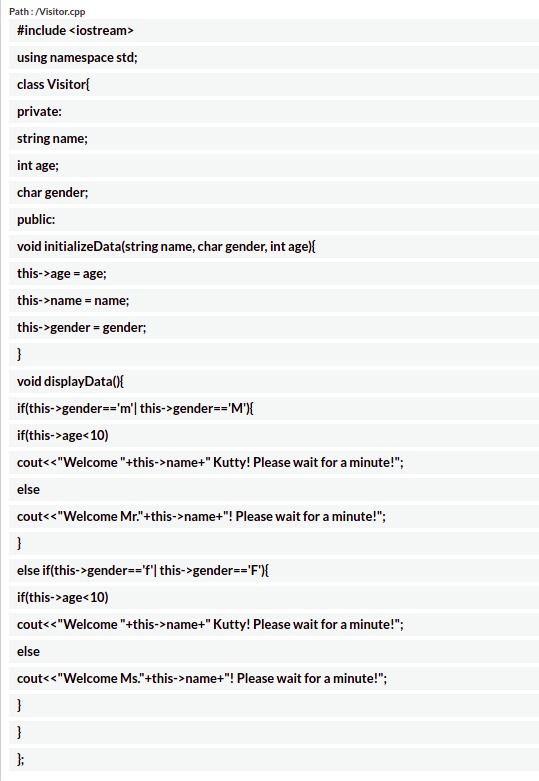 Path : /Visitor.cpp
#include <iostream>
using namespace std;
class Visitor{
private:
string name;
int age;
char gender;
public:
void initializeData(string name, char gender, int age){
this->age = age;
this->name = name;
this->gender = gender;
}
void displayData(){
if(this->gender=='m'| this->gender=='M'){
if(this->age<10)
cout<<"Welcome "+this->name+" Kutty! Please wait for a minute!";
else
cout<<"Welcome Mr."+this->name+"! Please wait for a minute!";
}
else if(this->gender=='f'| this->gender=='F'){
if(this->age<10)
cout<<"Welcome "+this->name+" Kutty! Please wait for a minute!";
else
cout<<"Welcome Ms."+this->name+"! Please wait for a minute!";
}
}
};